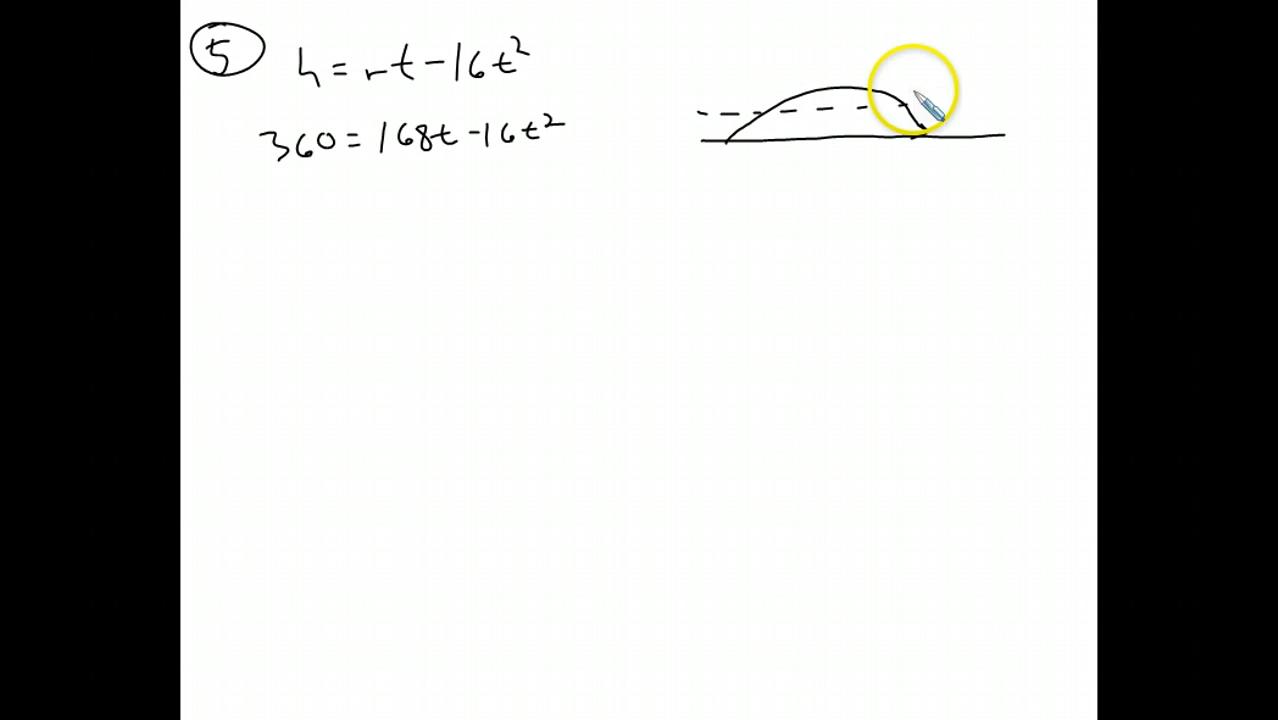 5
h = rt - 16t²
360 = 168t - 16t²